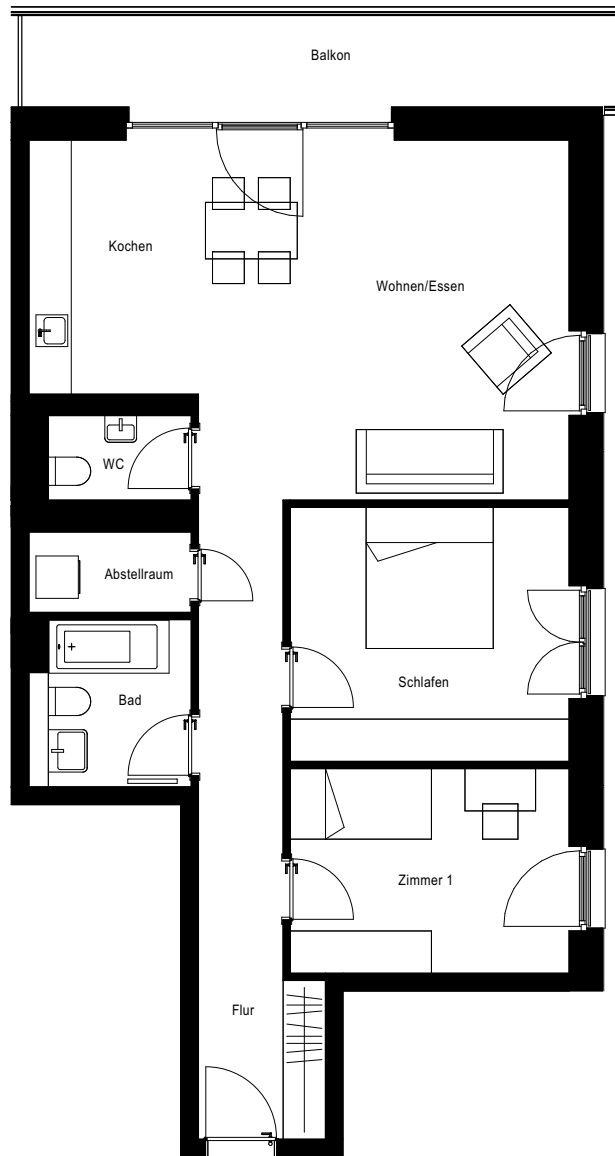 Balkon
Kochen
Wohnen/Essen
WC
Abstellraum
Schlafen
Bad
Zimmer 1
Flur